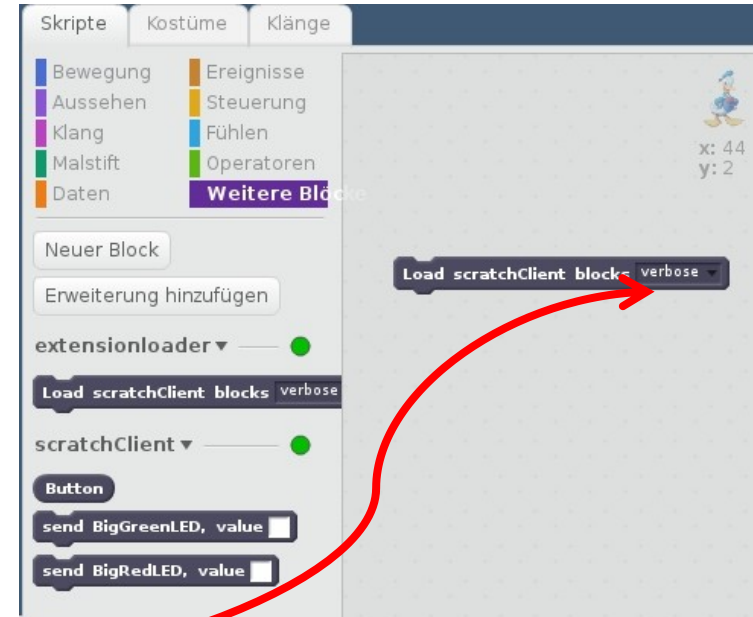 Skripte Kostüme Klänge
Bewegung Ereignisse
Aussehen Steuerung
Klang Fühlen
Malstift Operatoren
Daten Weitere Blöcke
x: 44
y: 2
Neuer Block
Erweiterung hinzufügen
Load scratchClient blocks verbose
extensionloader
Load scratchClient blocks verbose
scratchClient
Button
send BigGreenLED, value
send BigRedLED, value